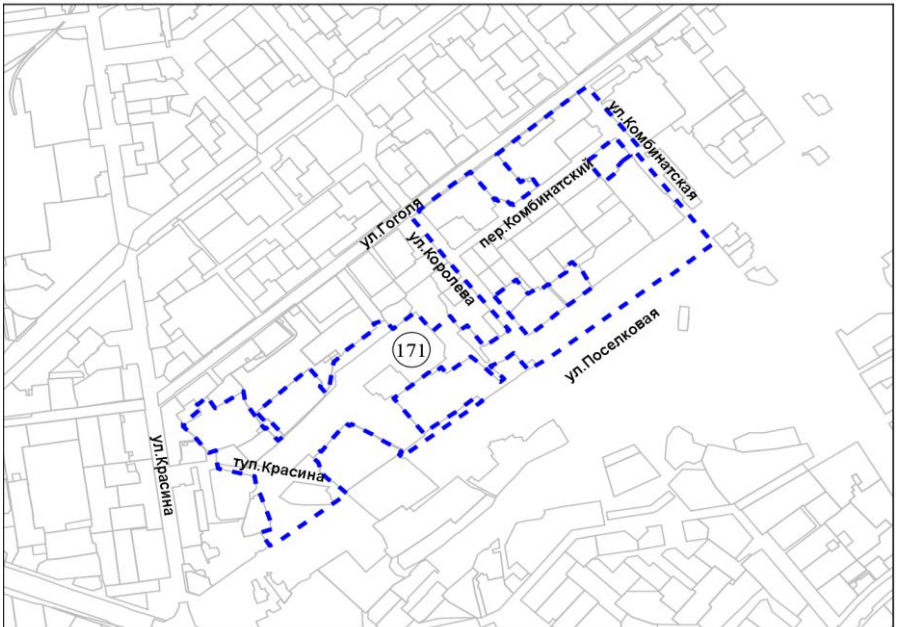 ул.Комбинатская
пер.Комбинатский
ул.Гоголя
ул.Королева
171
ул.Поселковая
ул.Красина
туп.Красина